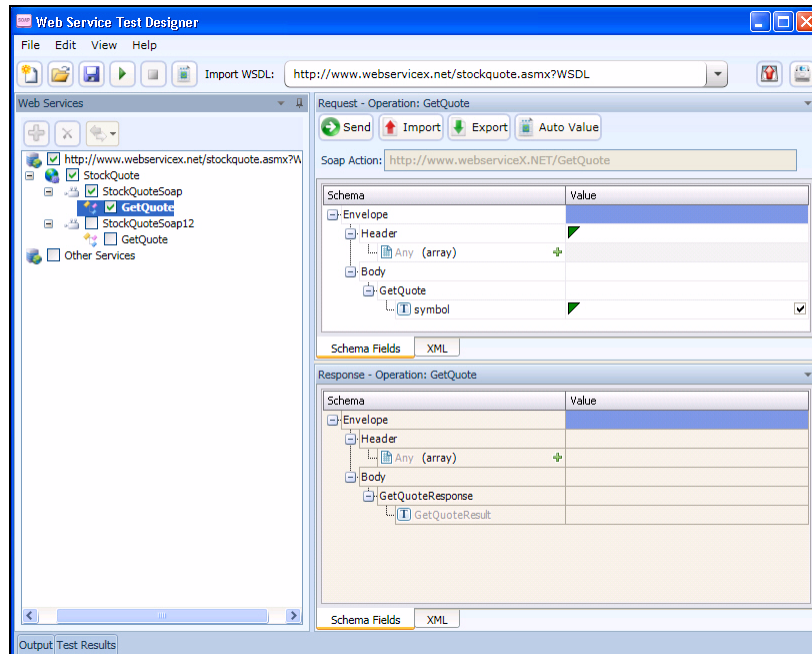 Web Service Test Designer
File Edit View Help
Import WSDL: http://www.webservicex.net/stockquote.asmx?WSDL
Web Services
http://www.webservicex.net/stockquote.asmx?W
StockQuote
StockQuoteSoap
GetQuote
StockQuoteSoap12
GetQuote
Other Services
Request - Operation: GetQuote
Send Import Export Auto Value
Soap Action: http://www.webserviceX.NET/GetQuote
Schema Value
Envelope
Header
Any (array)
Body
GetQuote
T symbol
Schema Fields XML
Response - Operation: GetQuote
Schema Value
Envelope
Header
Any (array)
Body
GetQuoteResponse
T GetQuoteResult
Schema Fields XML
Output Test Results